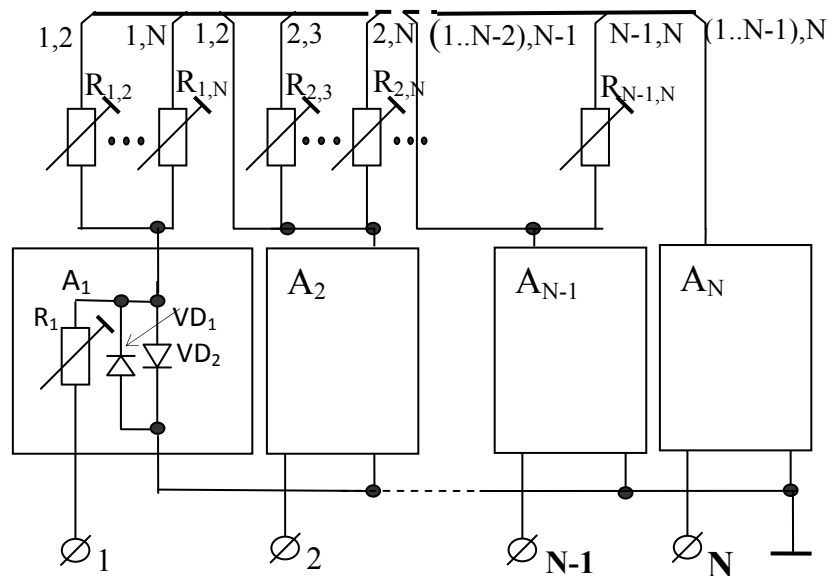 1,2 1,N 1,2 2,3 2,N (1..N-2),N-1 N-1,N (1..N-1),N
R1,2 R1,N R2,3 R2,N RN-1,N
A1 A2 AN-1 AN
R1 VD1
VD2
1 2 N-1 N